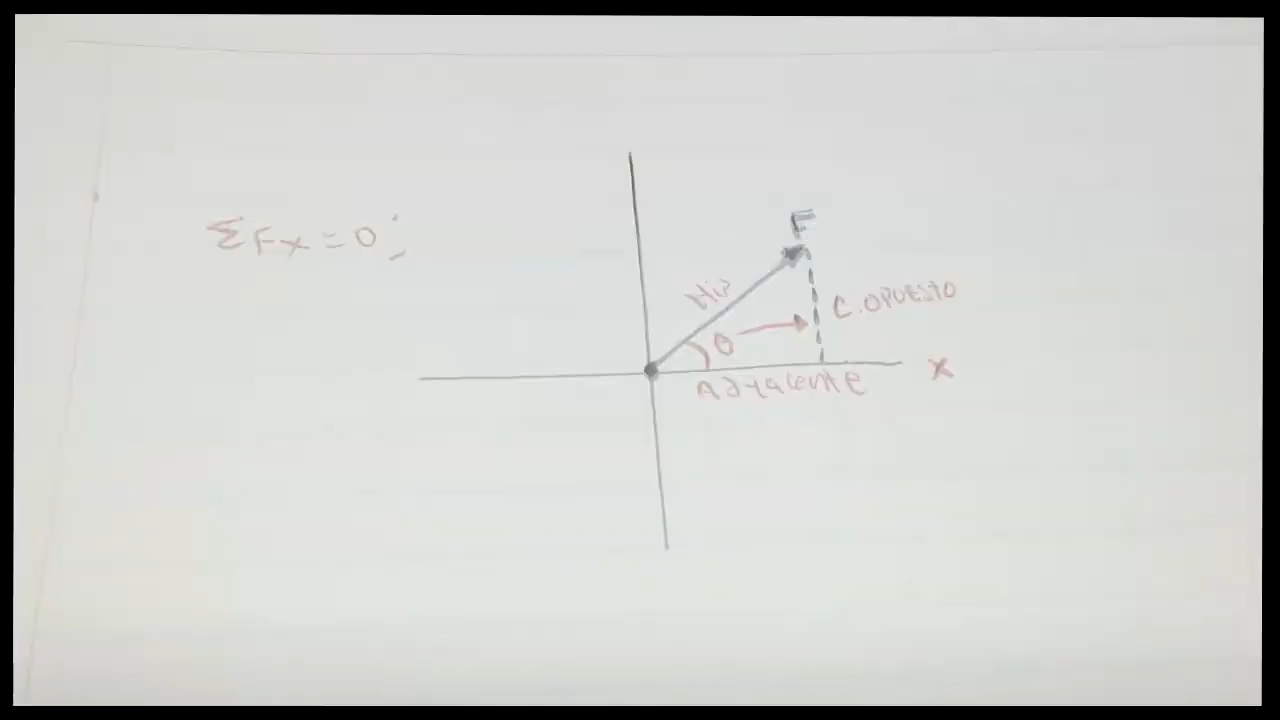 ΣFx=0;
F
Hip
C. OPUESTO
θ
Adyacente
x